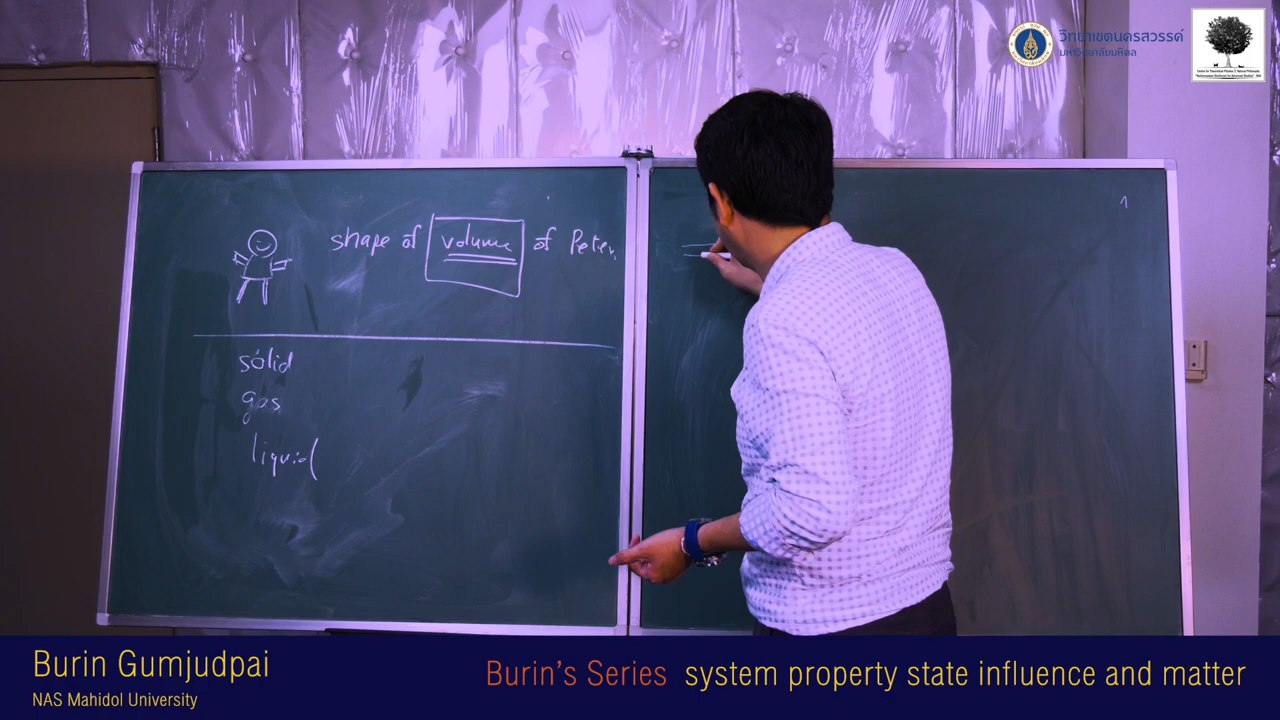 วิทยาเขตนครสวรรค์
มหาวิทยาลัยมหิดล
shape of volume of Peter.
solid
gas
liquid
1
Burin Gumjudpai
NAS Mahidol University
Burin's Series system property state influence and matter